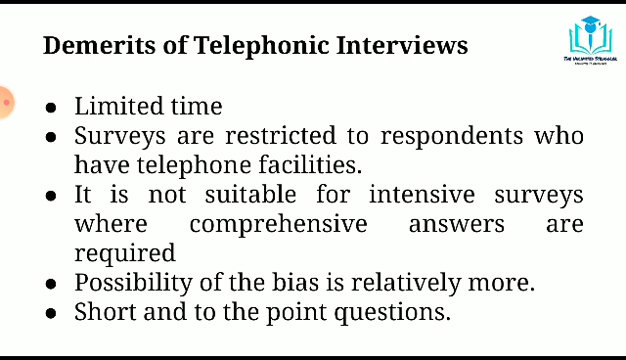 Demerits of Telephonic Interviews
● Limited time
● Surveys are restricted to respondents who
have telephone facilities.
● It is not suitable for intensive surveys
where comprehensive answers are
required
● Possibility of the bias is relatively more.
● Short and to the point questions.